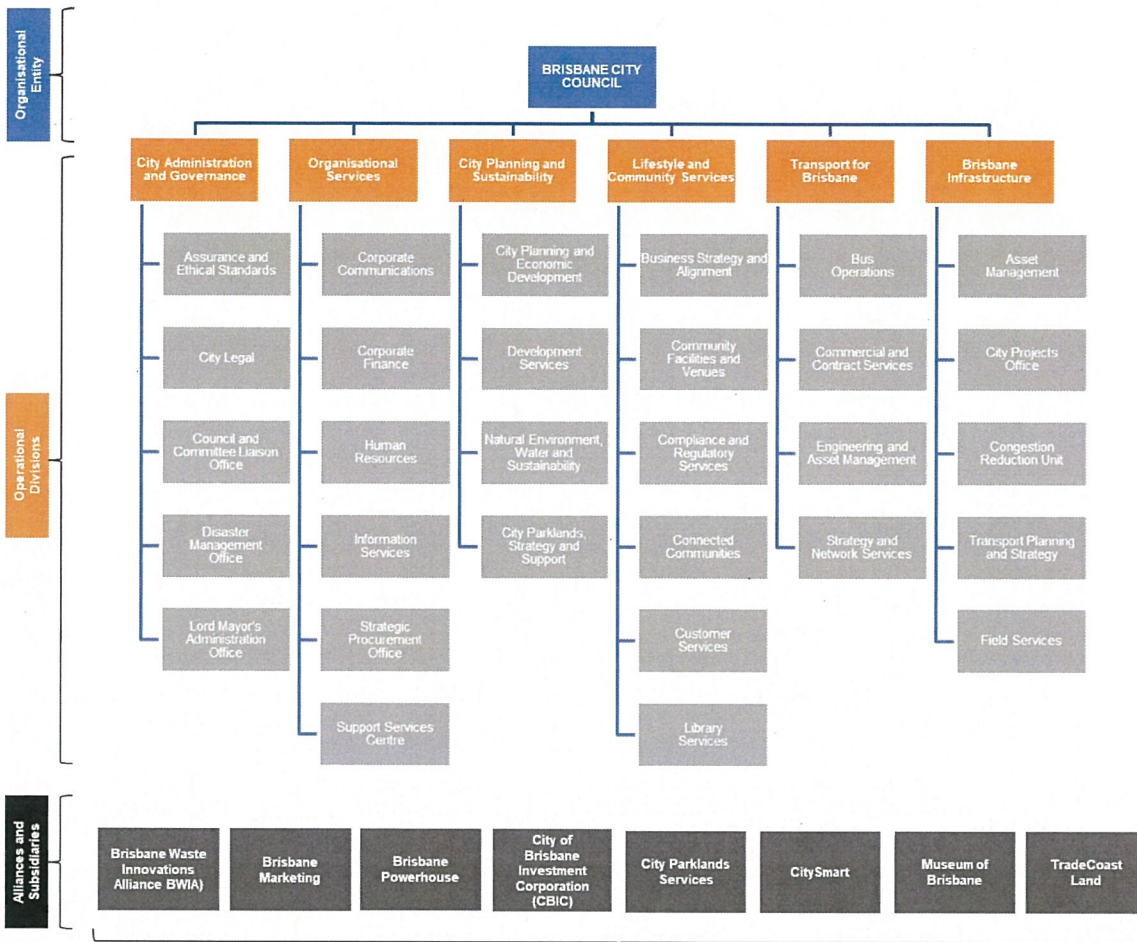 Organisational
Entity
BRISBANE CITY
COUNCIL
Operational
Divisions
City Administration
and Governance
Assurance and
Ethical Standards
City Legal
Council and
Committee Liaison
Office
Disaster
Management
Office
Lord Mayor's
Administration
Office
Organisational
Services
Corporate
Communications
Corporate
Finance
Human
Resources
Information
Services
Strategic
Procurement
Office
Support Services
Centre
City Planning and
Sustainability
City Planning and
Economic
Development
Development
Services
Natural Environment,
Water and
Sustainability
City Parklands,
Strategy and
Support
Lifestyle and
Community Services
Business Strategy and
Alignment
Community
Facilities and
Venues
Compliance and
Regulatory
Services
Connected
Communities
Customer
Services
Library
Services
Transport for
Brisbane
Bus
Operations
Commercial and
Contract Services
Engineering and
Asset Management
Strategy and
Network Services
Brisbane
Infrastructure
Asset
Management
City Projects
Office
Congestion
Reduction Unit
Transport Planning
and Strategy
Field Services
Alliances and
Subsidiaries
Brisbane Waste
Innovations
Alliance BWIA)
Brisbane
Marketing
Brisbane
Powerhouse
City of
Brisbane
Investment
Corporation
(CBIC)
City Parklands
Services
CitySmart
Museum of
Brisbane
TradeCoast
Land